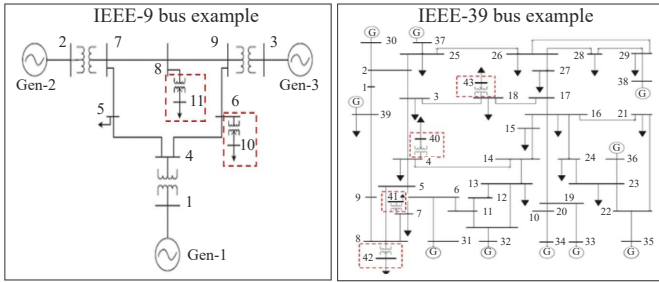 IEEE-9 bus example
2 7 9 3
8
Gen-2 Gen-3
11
5 6
10
4
1
Gen-1
IEEE-39 bus example
G G G
30 37
25 26 28 29
2 27
43 38
1 3 18 17 G
G
39 16 21
40 15
4 14 24 36 G
5 13 23
9 41 6 12 19
7 11 10 20 22
8
42 31 32 34 33 35
G G G G G